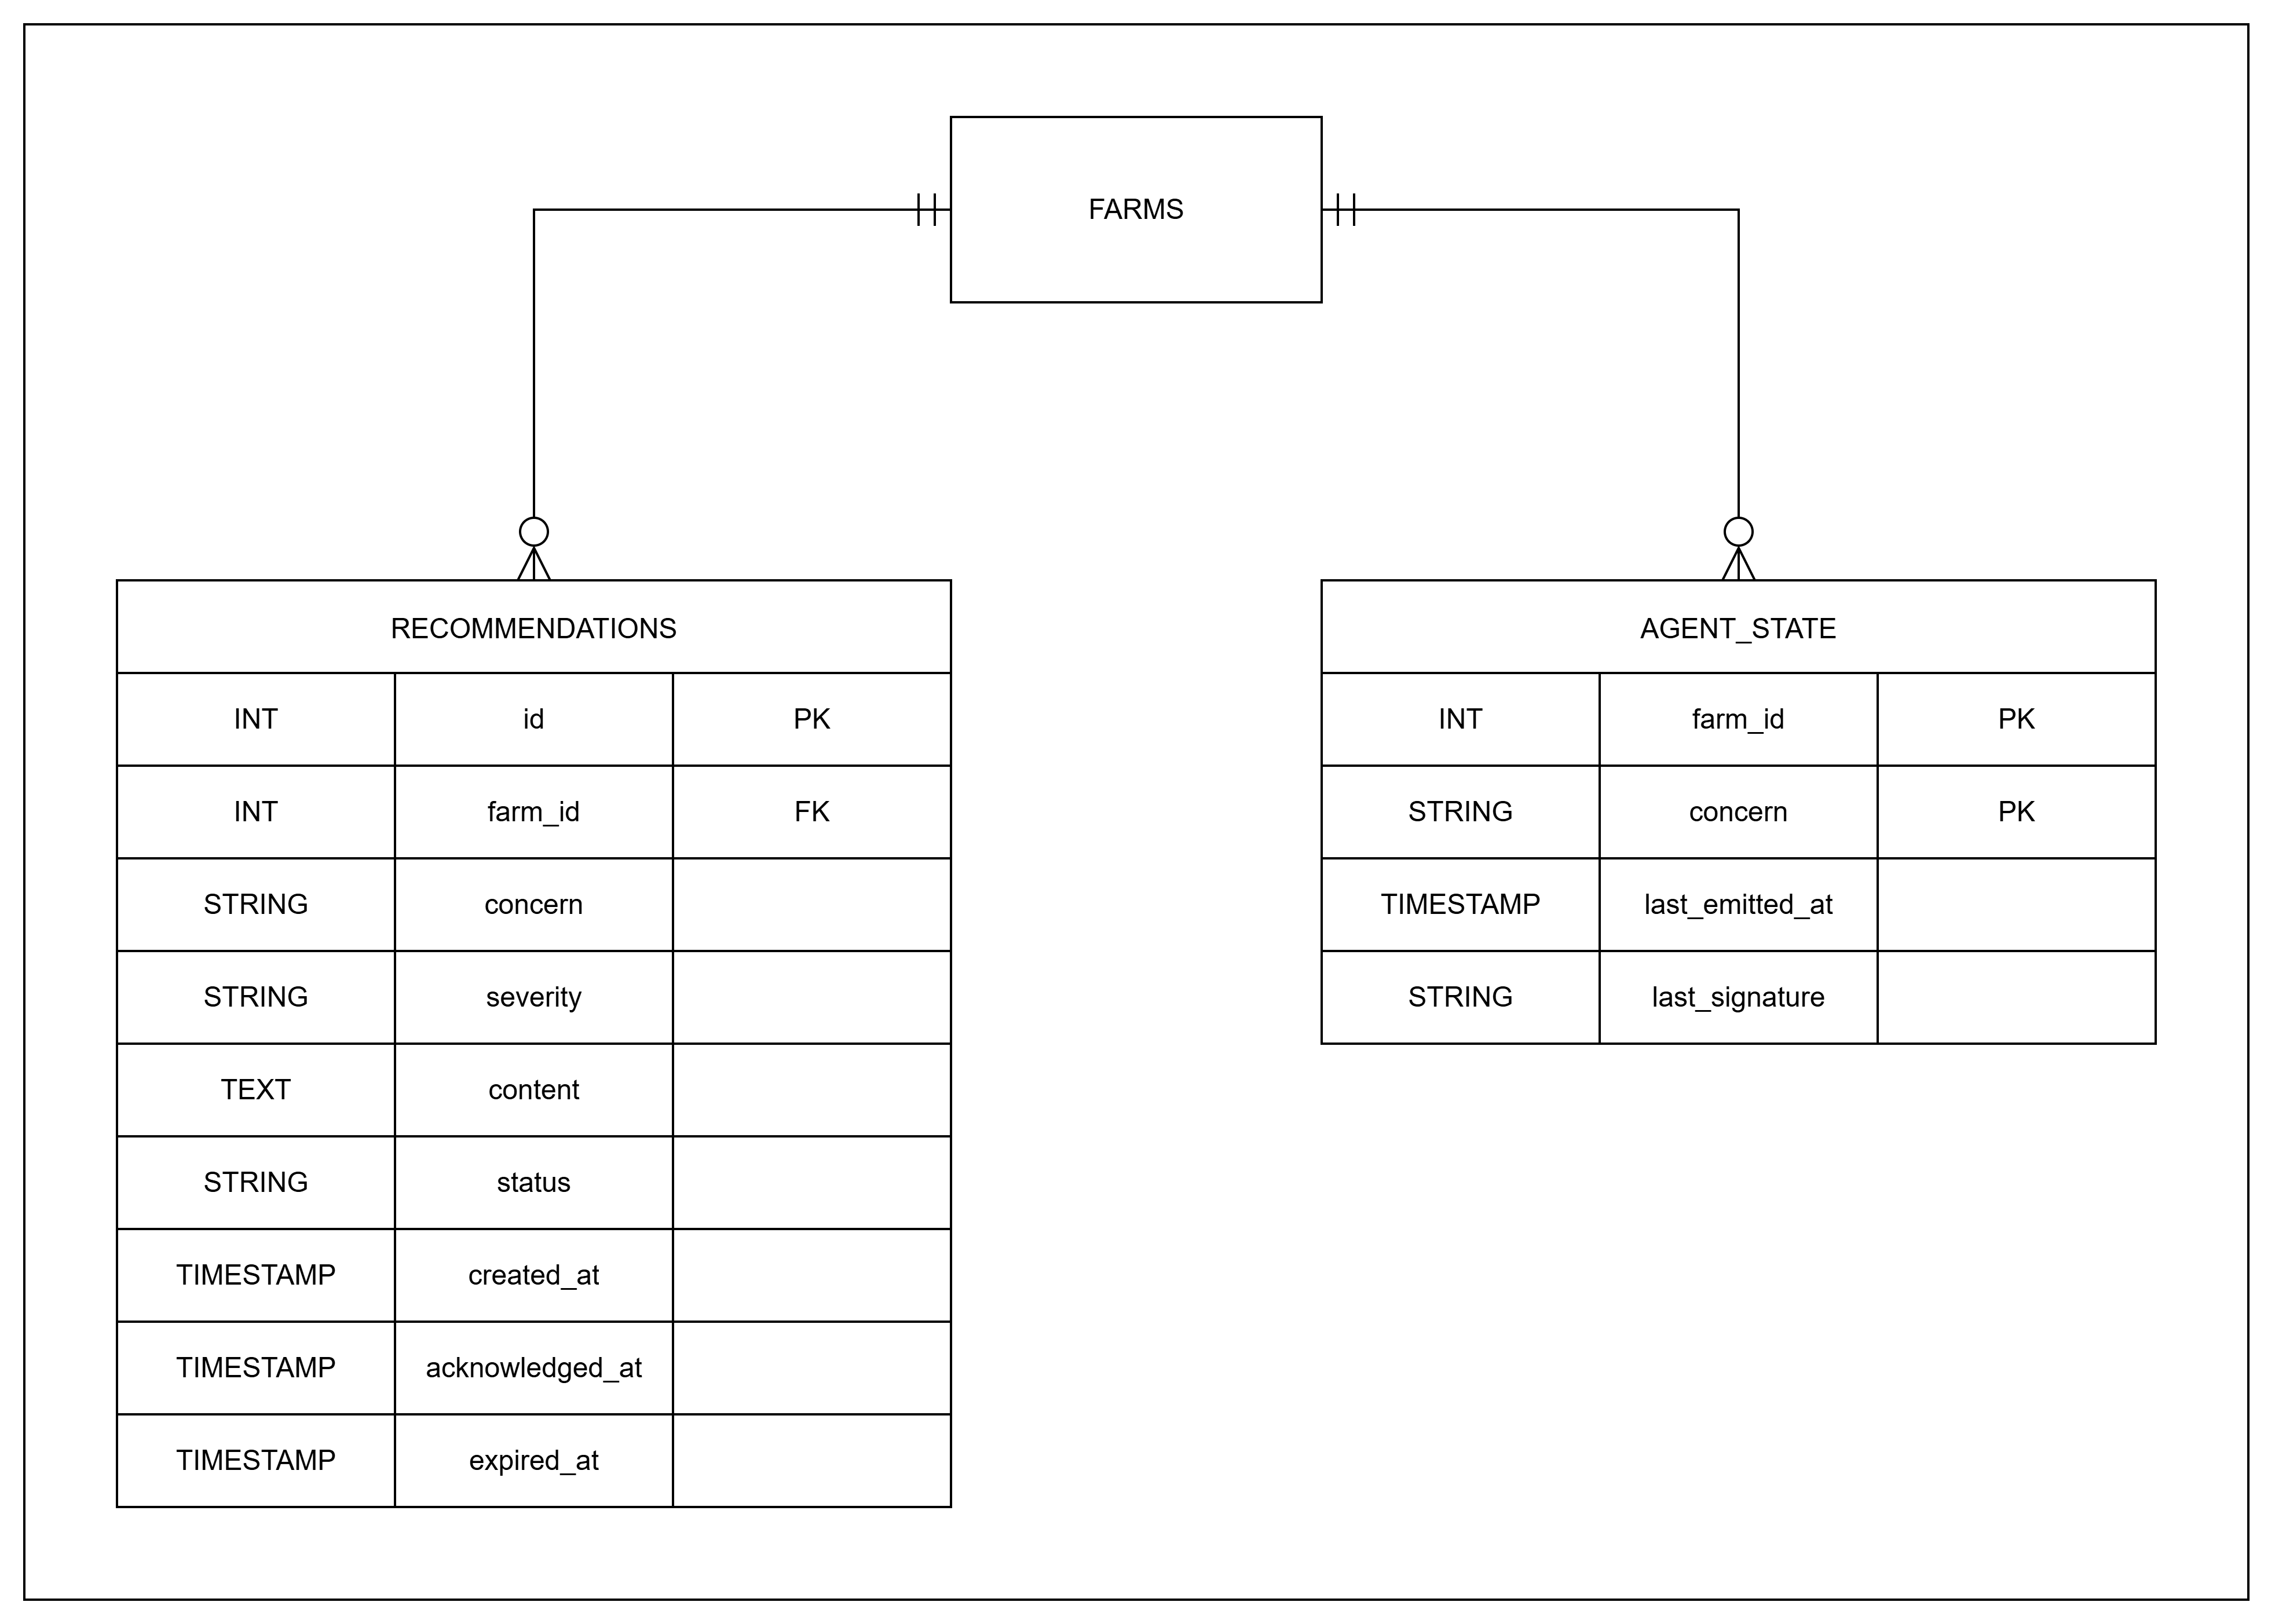 FARMS
RECOMMENDATIONS
INT id PK
INT farm_id FK
STRING concern
STRING severity
TEXT content
STRING status
TIMESTAMP created_at
TIMESTAMP acknowledged_at
TIMESTAMP expired_at
AGENT_STATE
INT farm_id PK
STRING concern PK
TIMESTAMP last_emitted_at
STRING last_signature